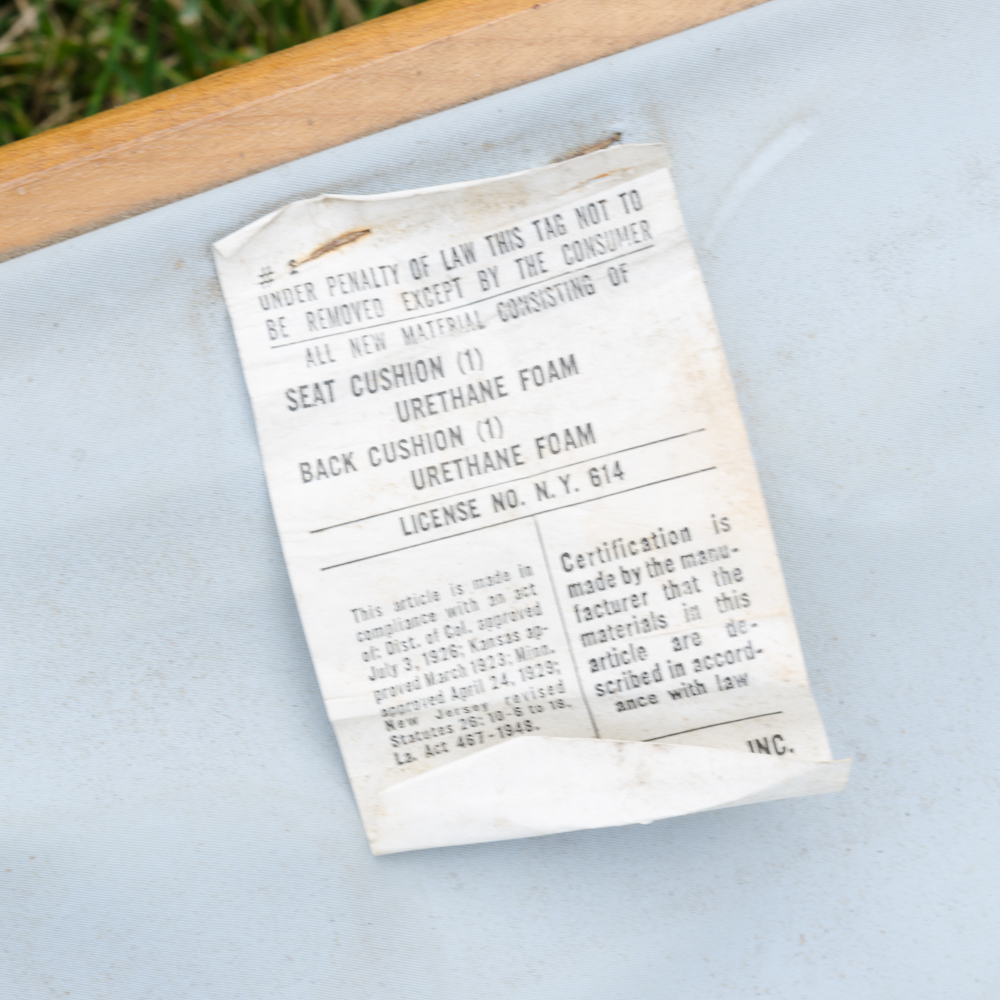 #
UNDER PENALTY OF LAW THIS TAG NOT TO
BE REMOVED EXCEPT BY THE CONSUMER
ALL NEW MATERIAL CONSISTING OF
SEAT CUSHION (1)
URETHANE FOAM
BACK CUSHION (1)
URETHANE FOAM
LICENSE NO. N.Y. 614
This article is made in
compliance with an act
of: Dist. of Col. approved
July 3, 1926; Kansas ap-
proved March 1923; Minn.
approved April 24, 1929;
New Jersey revised
Statutes 26:10-6 to 18.
La. Act 467-1948.
Certification is
made by the manu-
facturer that the
materials in this
article are de-
scribed in accord-
ance with law
INC.